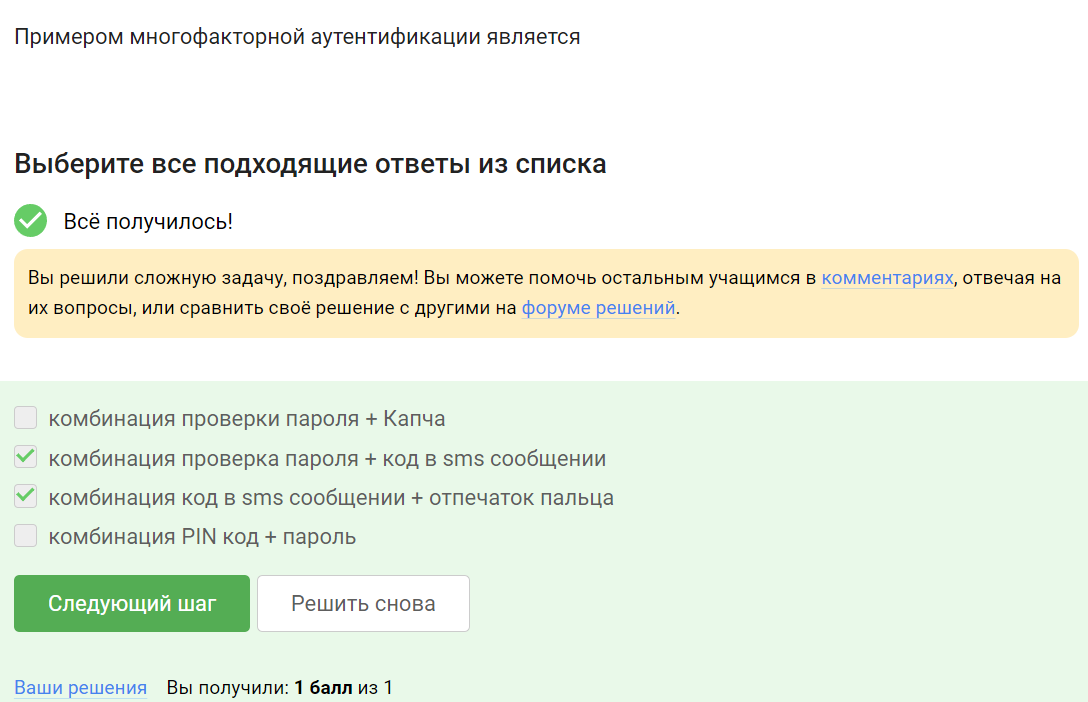 Примером многофакторной аутентификации является
Выберите все подходящие ответы из списка
Всё получилось!
Вы решили сложную задачу, поздравляем! Вы можете помочь остальным учащимся в комментариях, отвечая на
их вопросы, или сравнить своё решение с другими на форуме решений.
комбинация проверки пароля + Капча
комбинация проверка пароля + код в sms сообщении
комбинация код в sms сообщении + отпечаток пальца
комбинация PIN код + пароль
Следующий шаг Решить снова
Ваши решения Вы получили: 1 балл из 1